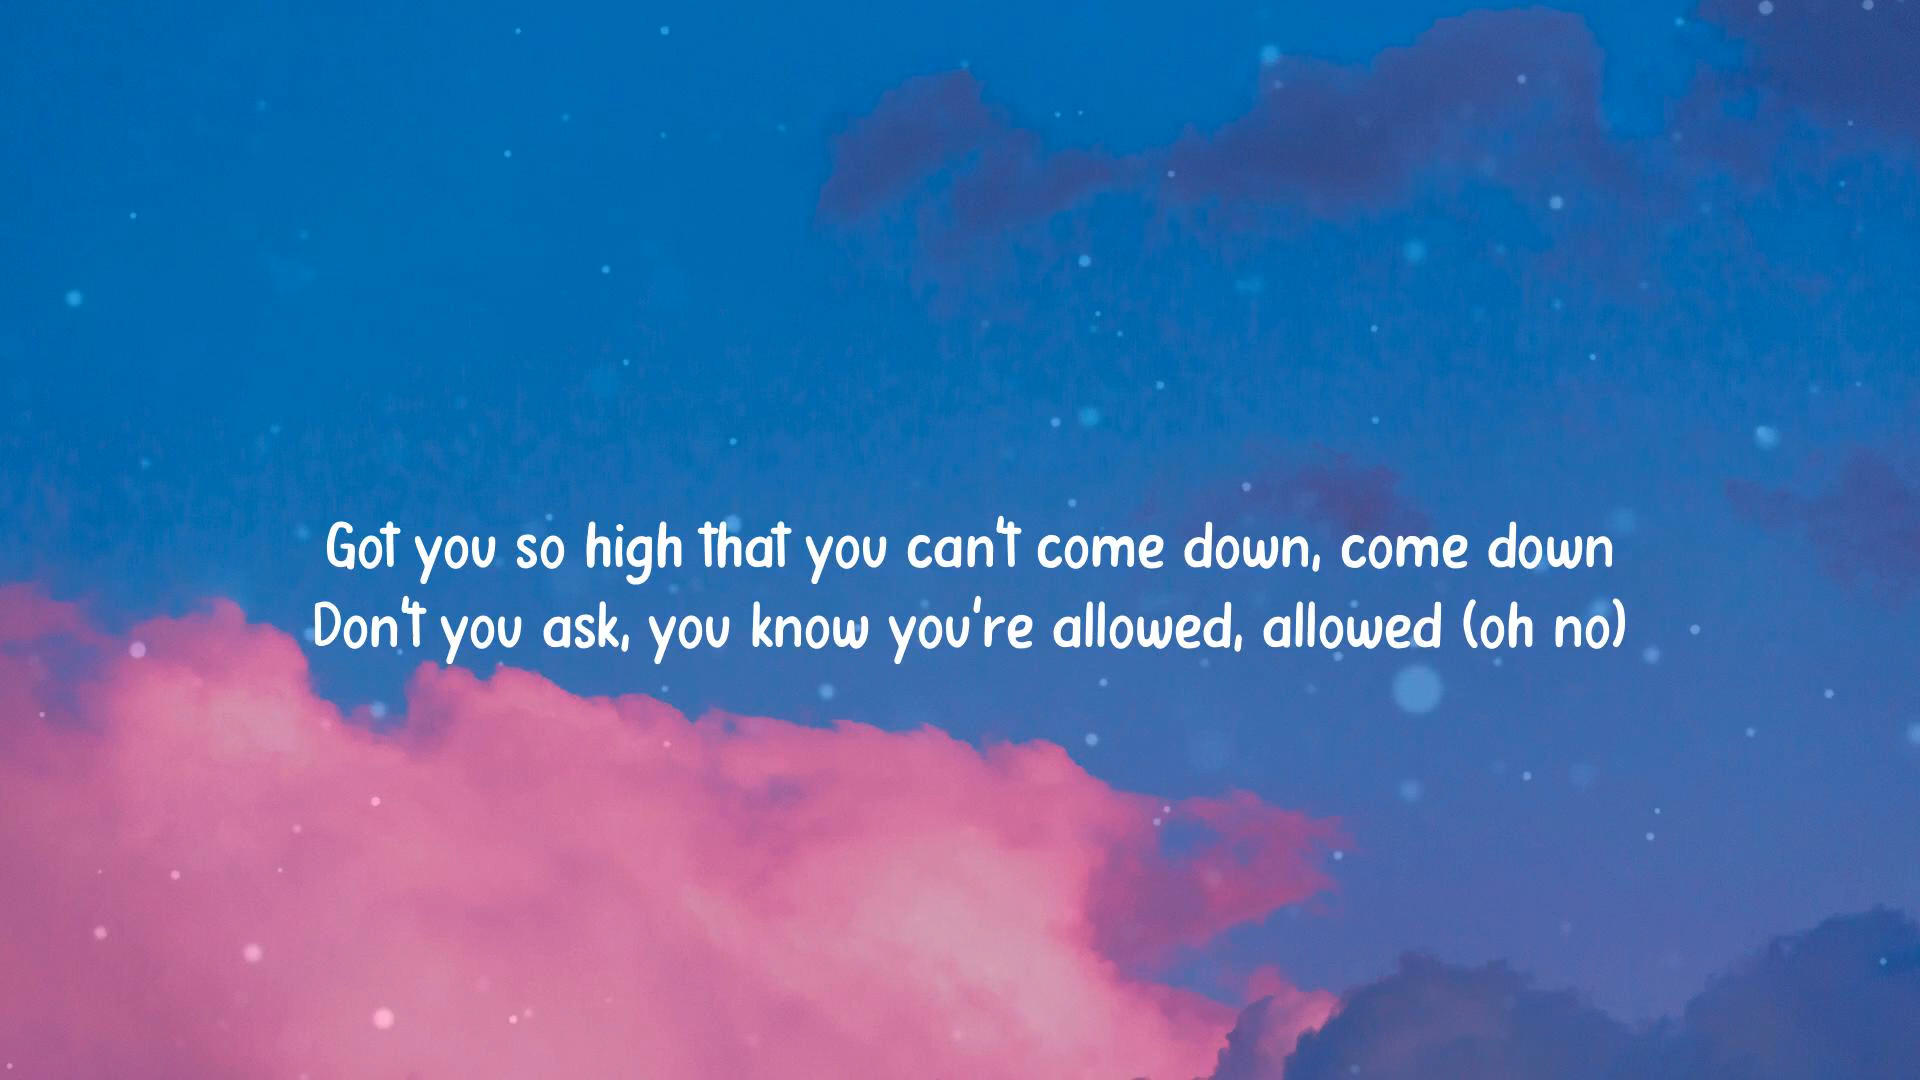 Got you so high that you can't come down, come down
Don't you ask, you know you're allowed, allowed (oh no)